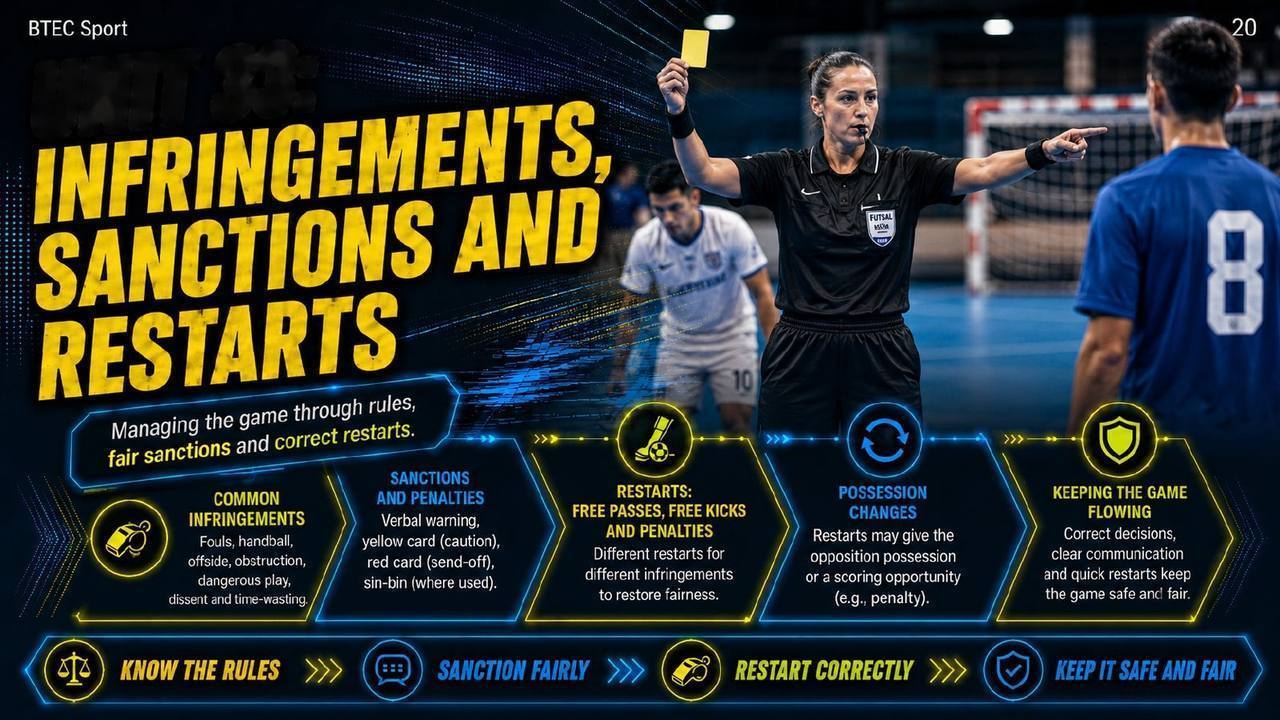 BTEC Sport
20
INFRINGEMENTS,
SANCTIONS AND
RESTARTS
Managing the game through rules,
fair sanctions and correct restarts.
COMMON
INFRINGEMENTS
Fouls, handball,
offside, obstruction,
dangerous play,
dissent and time-wasting.
SANCTIONS
AND PENALTIES
Verbal warning,
yellow card (caution),
red card (send-off),
sin-bin (where used).
RESTARTS:
FREE PASSES, FREE KICKS
AND PENALTIES
Different restarts for
different infringements
to restore fairness.
POSSESSION
CHANGES
Restarts may give the
opposition possession
or a scoring opportunity
(e.g., penalty).
KEEPING THE GAME
FLOWING
Correct decisions,
clear communication
and quick restarts keep
the game safe and fair.
KNOW THE RULES
SANCTION FAIRLY
RESTART CORRECTLY
KEEP IT SAFE AND FAIR
FUTSAL
10
8